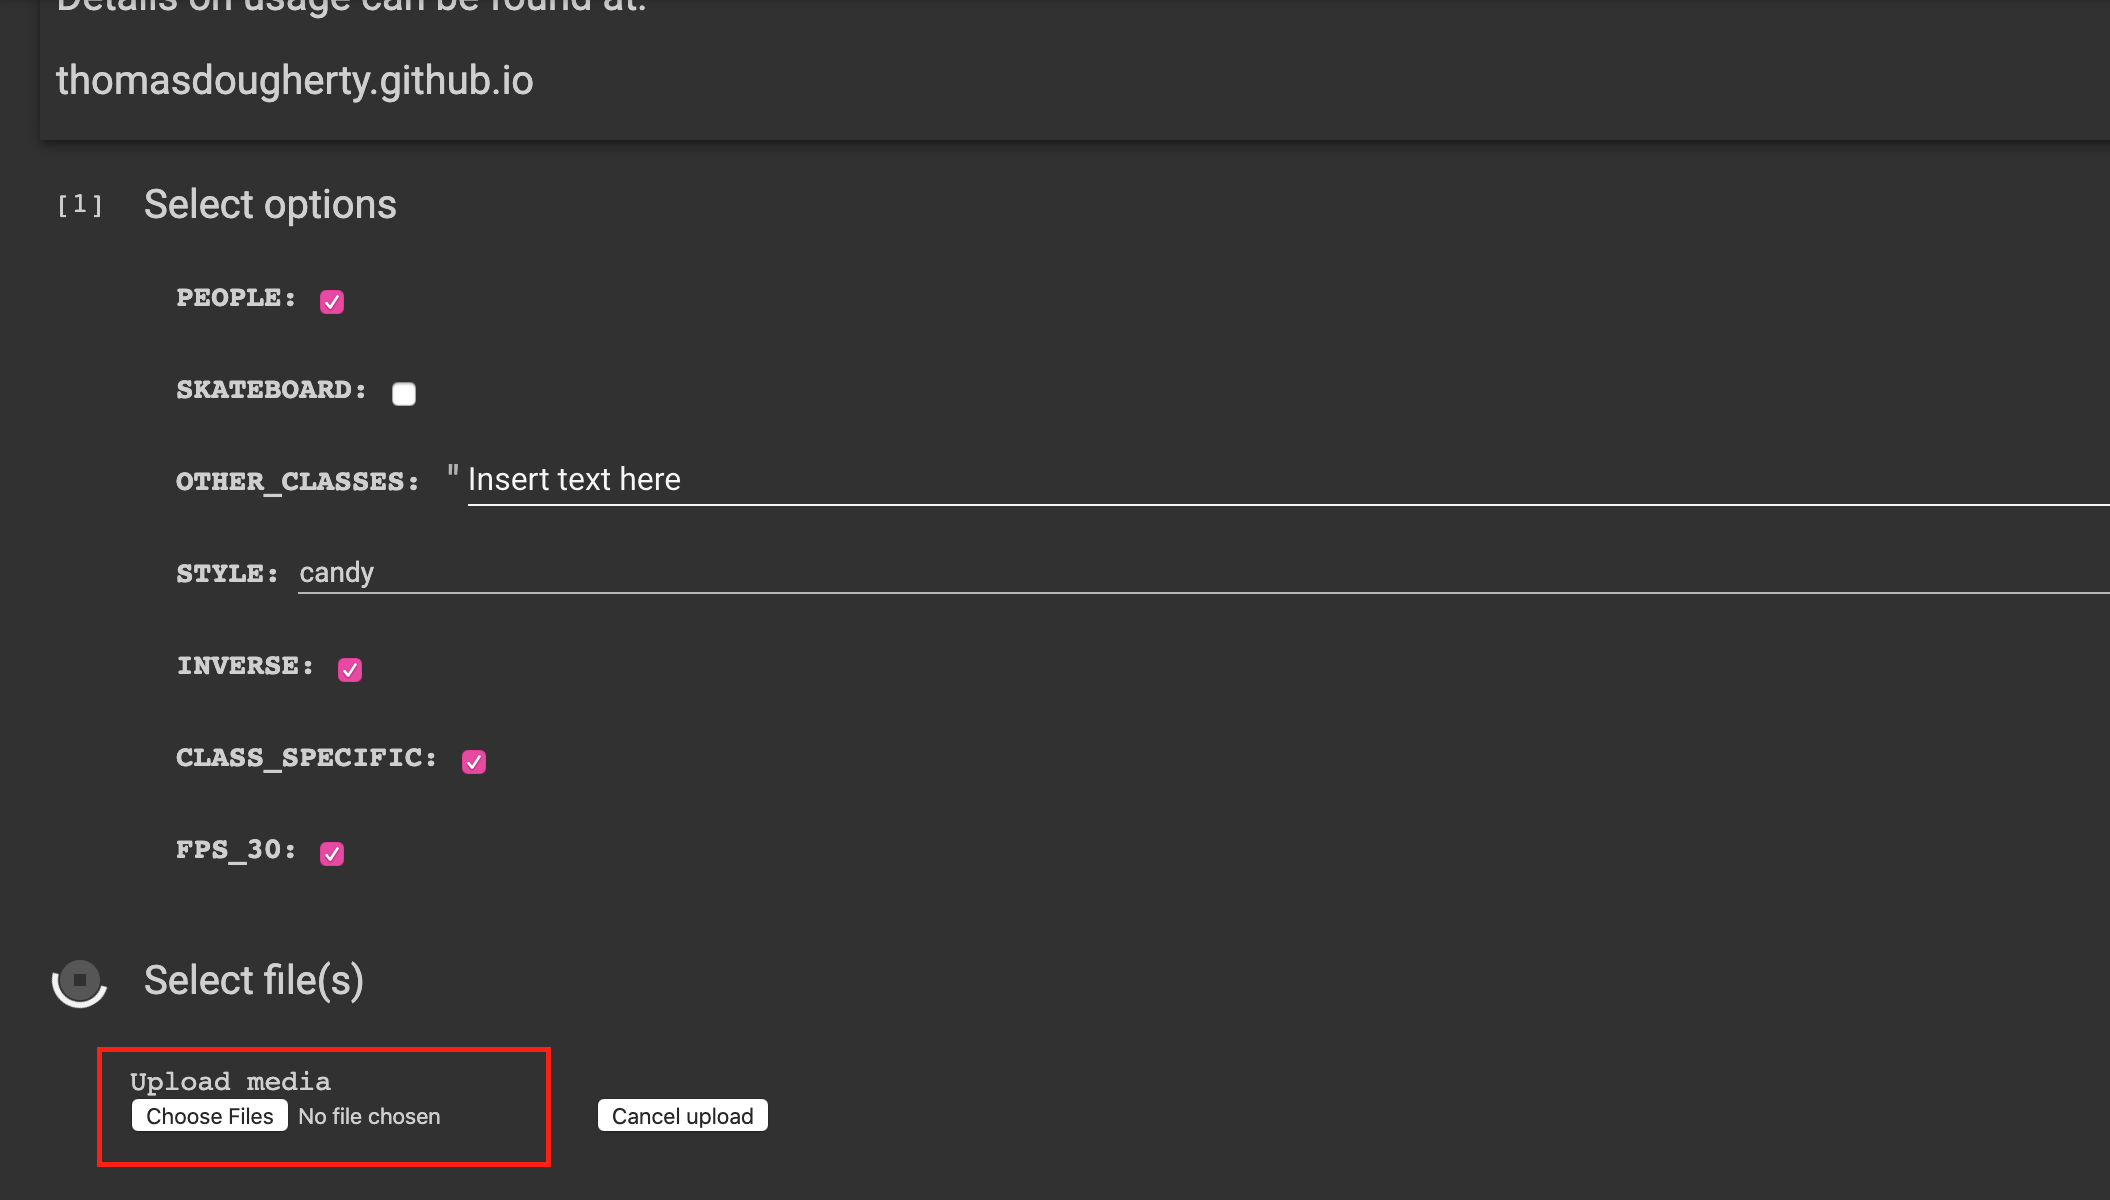 Details on usage can be found at:
thomasdougherty.github.io
[1] Select options
PEOPLE:
SKATEBOARD:
OTHER_CLASSES: " Insert text here
STYLE: candy
INVERSE:
CLASS_SPECIFIC:
FPS_30:
Select file(s)
Upload media
Choose Files No file chosen Cancel upload